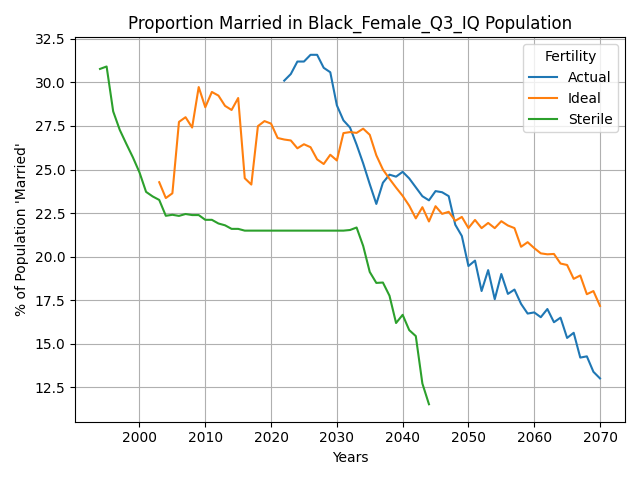 Proportion Married in Black_Female_Q3_IQ Population
% of Population 'Married'
32.5
30.0
27.5
25.0
22.5
20.0
17.5
15.0
12.5
Fertility
Actual
Ideal
Sterile
2000 2010 2020 2030 2040 2050 2060 2070
Years